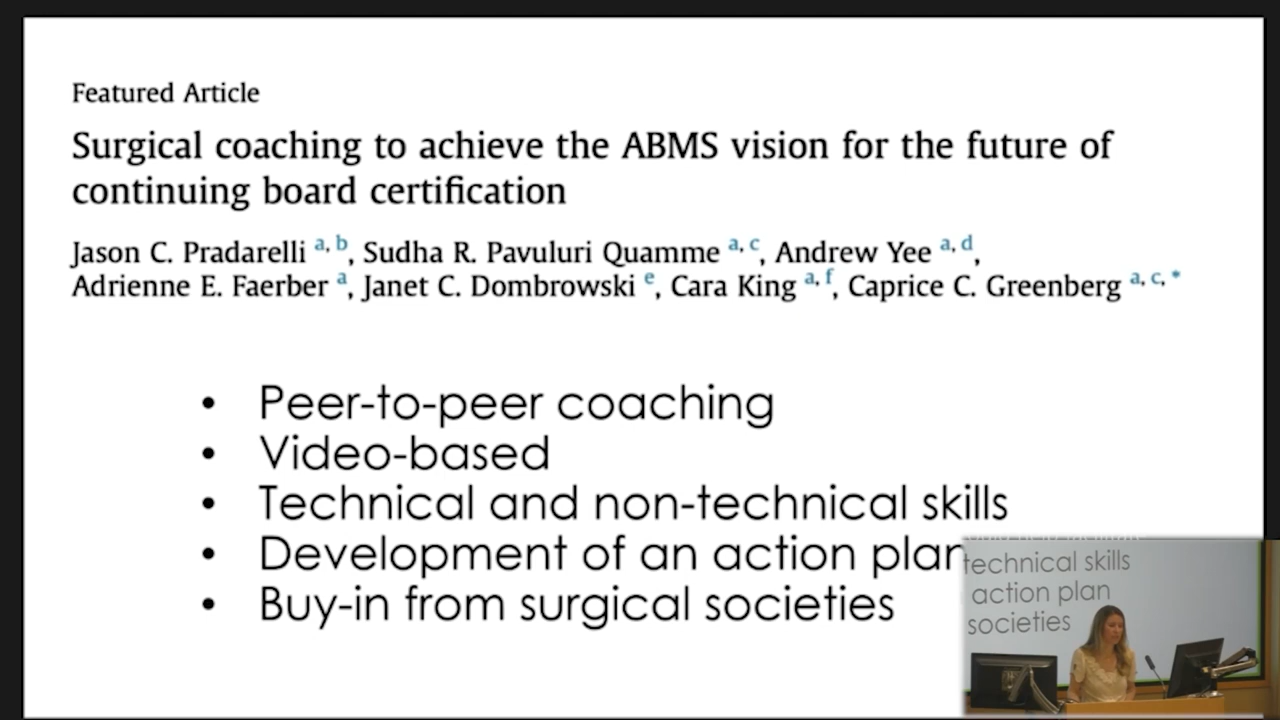 Featured Article
Surgical coaching to achieve the ABMS vision for the future of
continuing board certification
Jason C. Pradarelli a, b, Sudha R. Pavuluri Quamme a, c, Andrew Yee a, d,
Adrienne E. Faerber a, Janet C. Dombrowski e, Cara King a, f, Caprice C. Greenberg a, c, *
• Peer-to-peer coaching
• Video-based
• Technical and non-technical skills
• Development of an action plan
• Buy-in from surgical societies
technical skills
action plan
societies